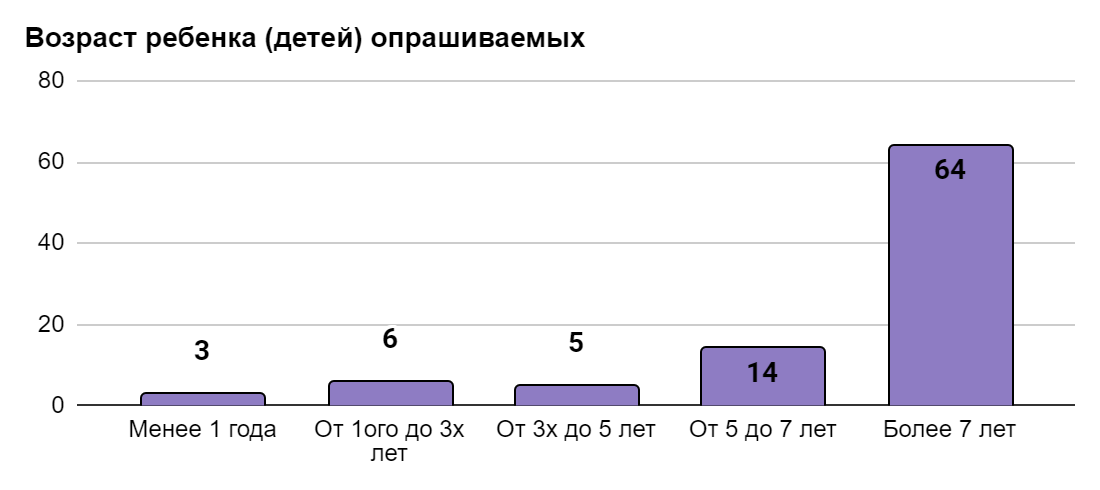 Возраст ребенка (детей) опрашиваемых
80
60
40
20
0
3
6
5
14
64
Менее 1 года
От 1ого до 3х
лет
От 3х до 5 лет
От 5 до 7 лет
Более 7 лет